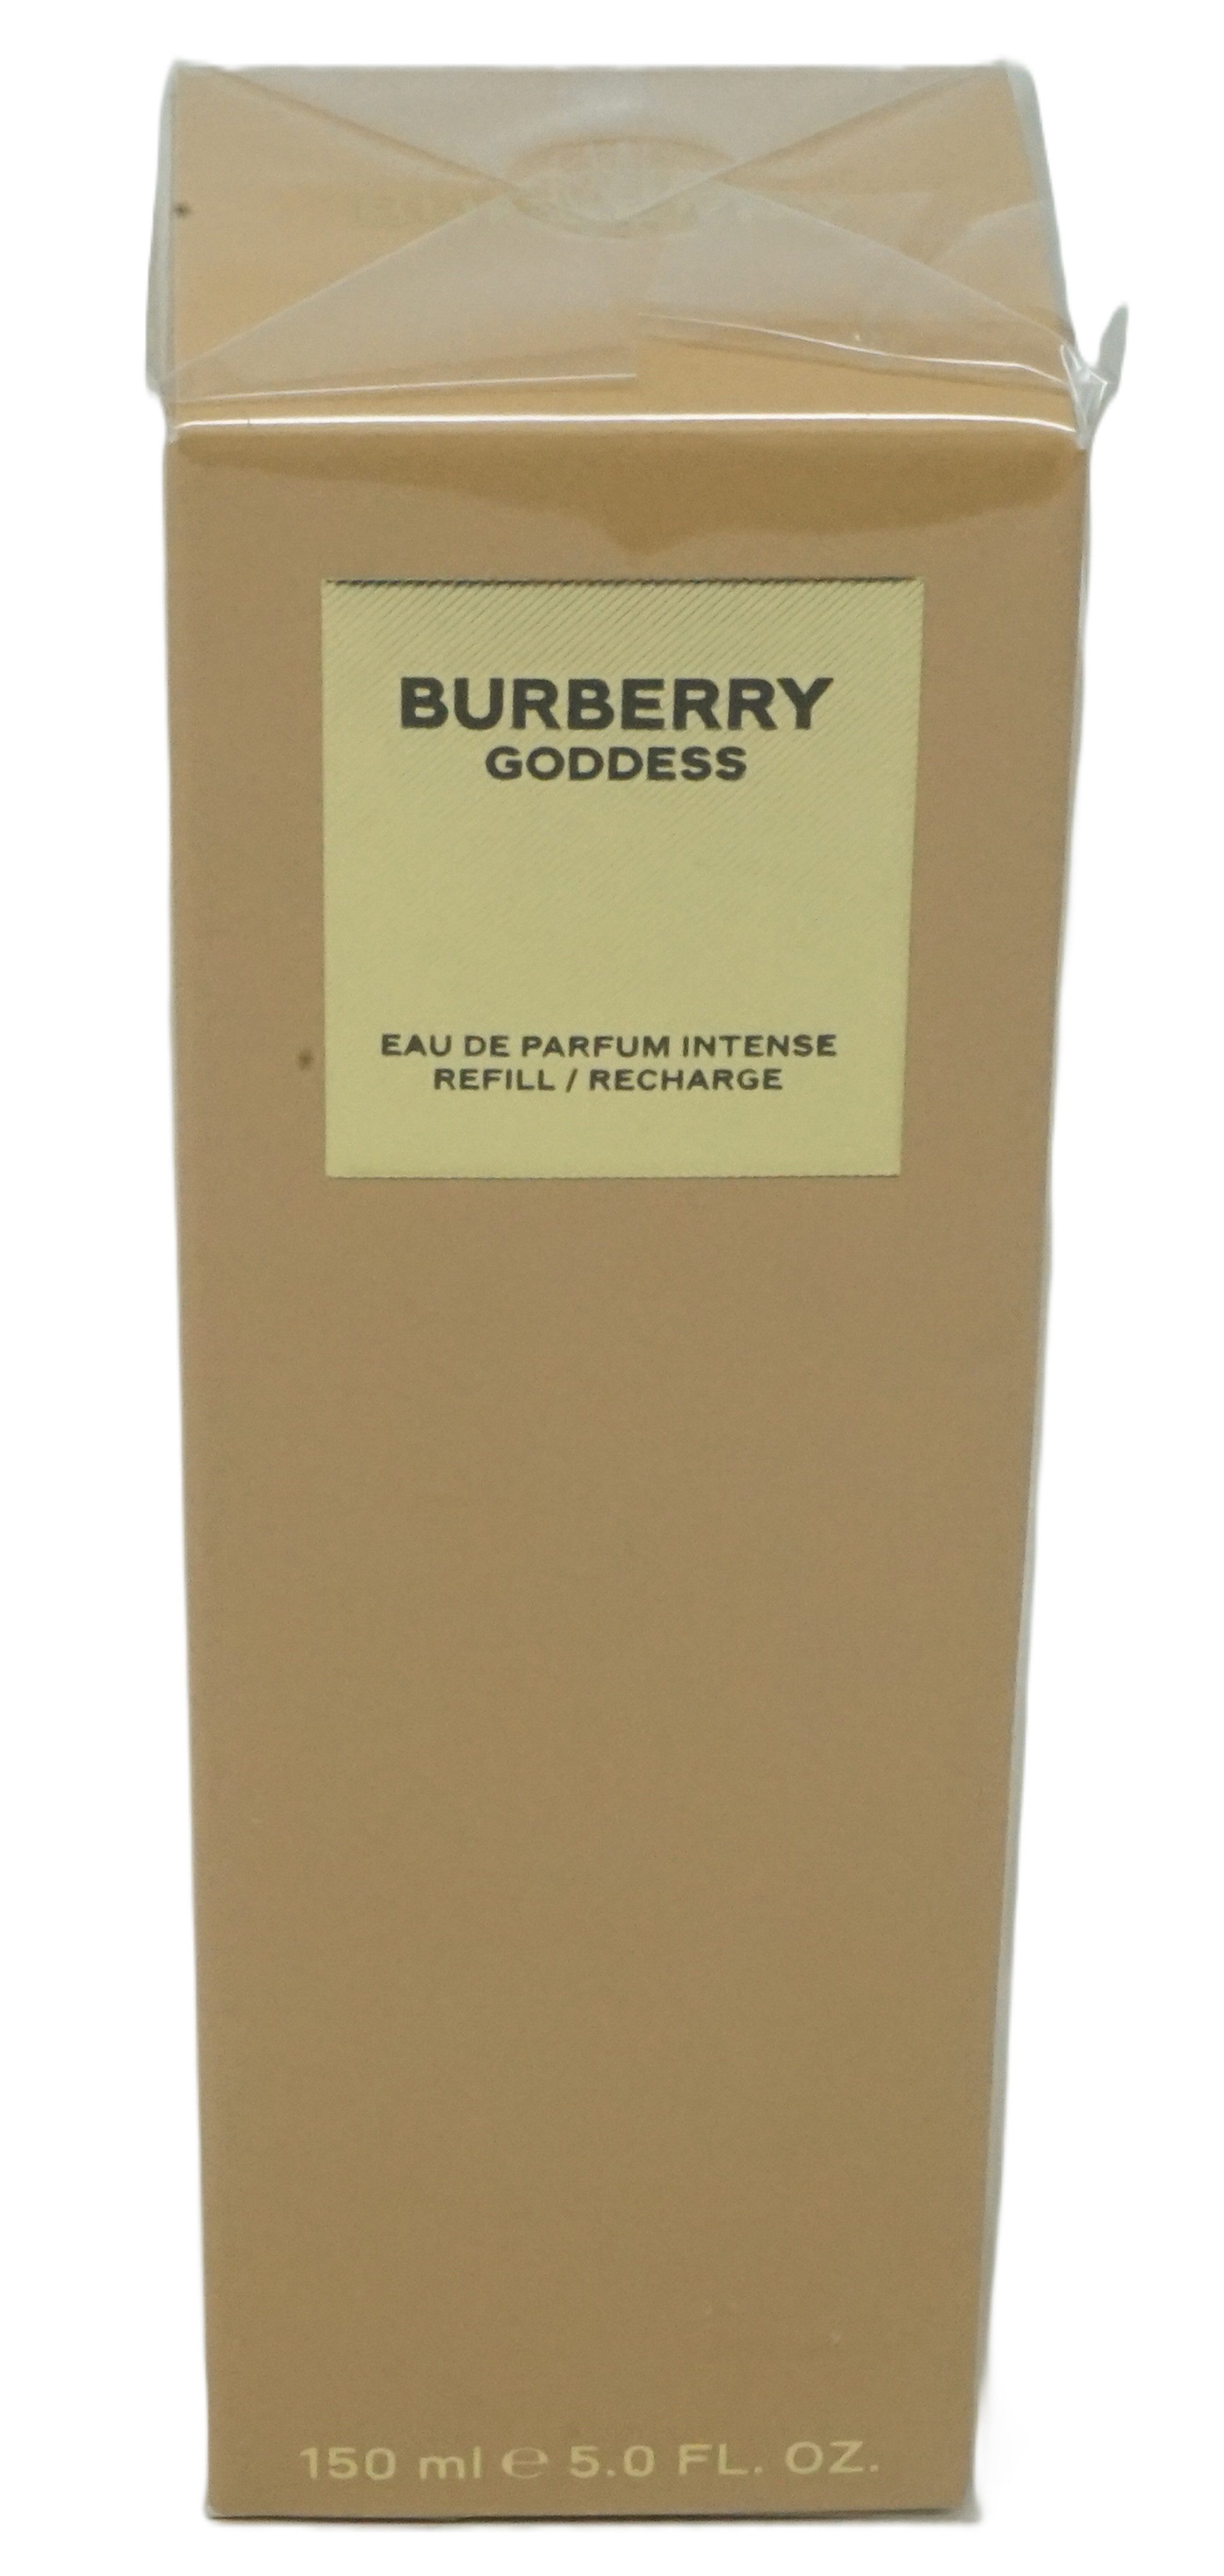 BURBERRY
GODDESS
EAU DE PARFUM INTENSE
REFILL / RECHARGE
150 ml ℮ 5.0 FL. OZ.